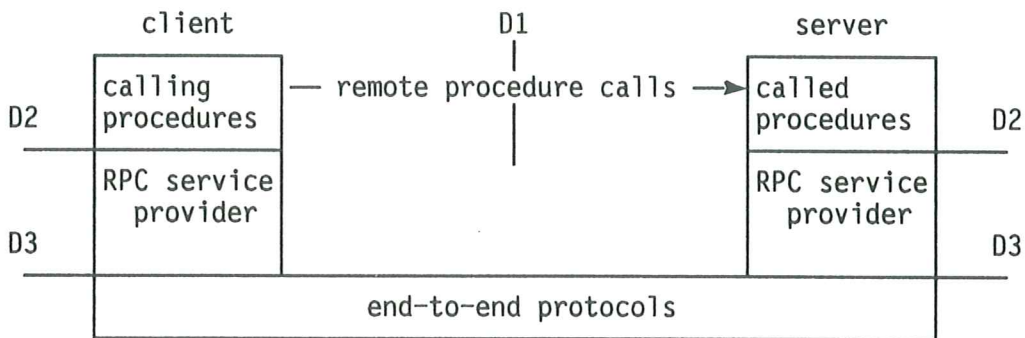 client D1 server
calling procedures
remote procedure calls
called procedures
D2 D2
RPC service provider
RPC service provider
D3 D3
end-to-end protocols